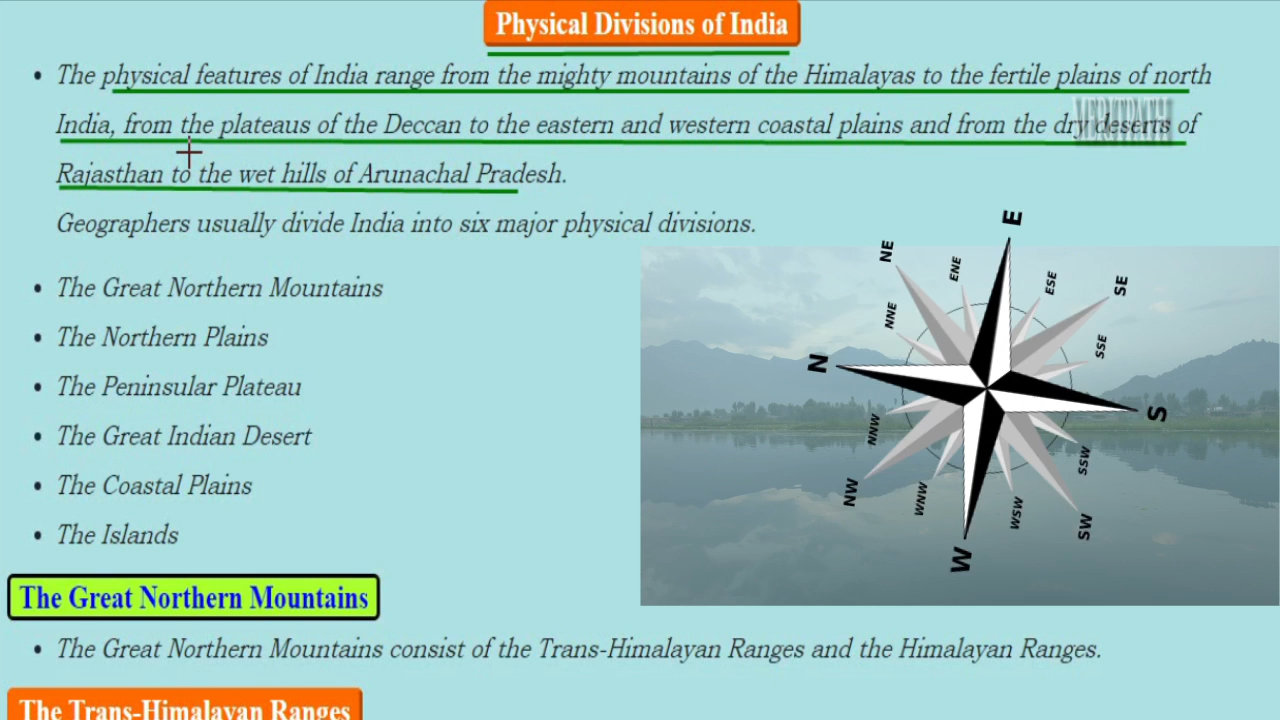 Physical Divisions of India
• The physical features of India range from the mighty mountains of the Himalayas to the fertile plains of north
India, from the plateaus of the Deccan to the eastern and western coastal plains and from the dry deserts of
MERITPATH
Rajasthan to the wet hills of Arunachal Pradesh.
Geographers usually divide India into six major physical divisions.
• The Great Northern Mountains
• The Northern Plains
• The Peninsular Plateau
• The Great Indian Desert
• The Coastal Plains
• The Islands
E
NE
ENE
ESE
SE
NNE
SSE
N
S
NNW
SSW
NW
WNW
WSW
SW
W
The Great Northern Mountains
• The Great Northern Mountains consist of the Trans-Himalayan Ranges and the Himalayan Ranges.
The Trans-Himalayan Ranges